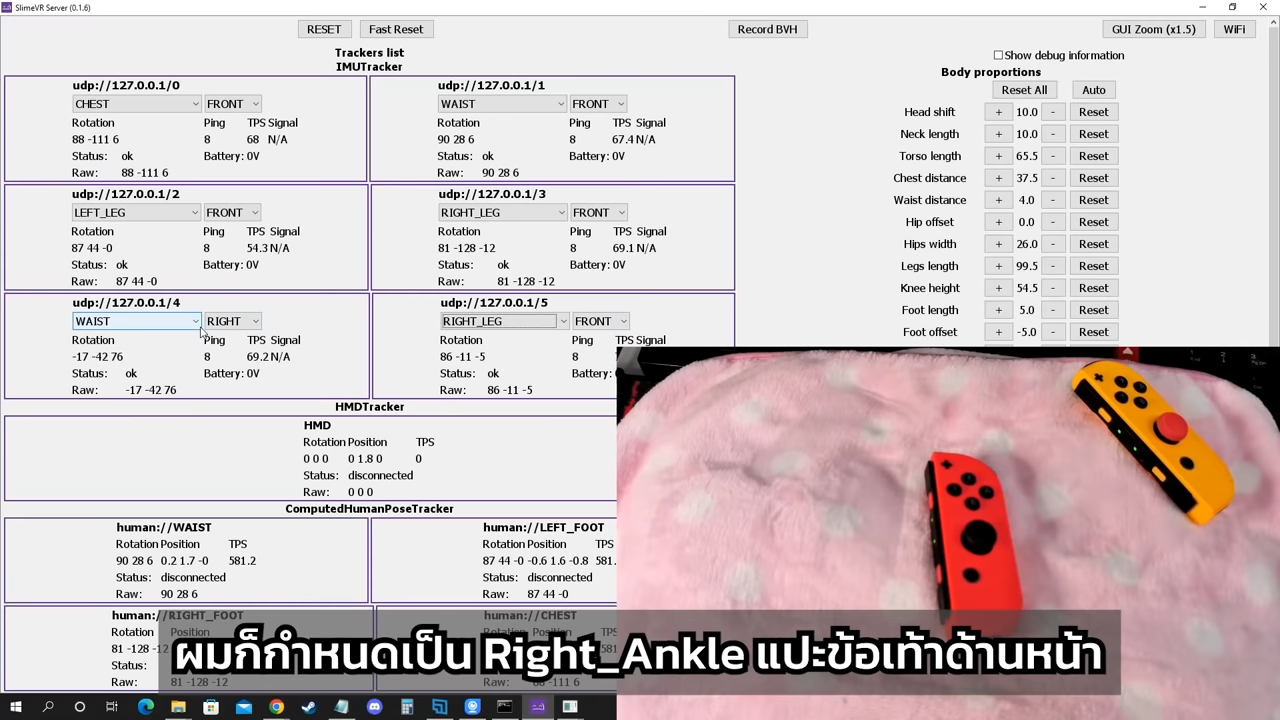 SlimeVR Server (0.1.6)
RESET Fast Reset Record BVH GUI Zoom (x1.5) WiFi
Trackers list
IMUTracker
udp://127.0.0.1/0
CHEST FRONT
Rotation Ping TPS Signal
88 -111 6 8 68 N/A
Status: ok Battery: 0V
Raw: 88 -111 6
udp://127.0.0.1/1
WAIST FRONT
Rotation Ping TPS Signal
90 28 6 8 67.4 N/A
Status: ok Battery: 0V
Raw: 90 28 6
udp://127.0.0.1/2
LEFT_LEG FRONT
Rotation Ping TPS Signal
87 44 -0 8 54.3 N/A
Status: ok Battery: 0V
Raw: 87 44 -0
udp://127.0.0.1/3
RIGHT_LEG FRONT
Rotation Ping TPS Signal
81 -128 -12 8 69.1 N/A
Status: ok Battery: 0V
Raw: 81 -128 -12
udp://127.0.0.1/4
WAIST RIGHT
Rotation Ping TPS Signal
-17 -42 76 8 69.2 N/A
Status: ok Battery: 0V
Raw: -17 -42 76
udp://127.0.0.1/5
RIGHT_LEG FRONT
Rotation Ping TPS Signal
86 -11 -5 8
Status: ok Battery:
Raw: 86 -11 -5
HMDTracker
HMD
Rotation Position TPS
0 0 0 0 1.8 0 0
Status: disconnected
Raw: 0 0 0
ComputedHumanPoseTracker
human://WAIST
Rotation Position TPS
90 28 6 0.2 1.7 -0 581.2
Status: disconnected
Raw: 90 28 6
human://LEFT_FOOT
Rotation Position TPS
87 44 -0 -0.6 1.6 -0.8 581.
Status: disconnected
Raw: 87 44 -0
human://RIGHT_FOOT
Rotation Position
81 -128 -12
Status:
Raw: 81 -128 -12
human://CHEST
Show debug information
Body proportions
Reset All Auto
Head shift + 10.0 - Reset
Neck length + 10.0 - Reset
Torso length + 65.5 - Reset
Chest distance + 37.5 - Reset
Waist distance + 4.0 - Reset
Hip offset + 0.0 - Reset
Hips width + 26.0 - Reset
Legs length + 99.5 - Reset
Knee height + 54.5 - Reset
Foot length + 5.0 - Reset
Foot offset + -5.0 - Reset
ผมก็กำหนดเป็น Right_Ankle แปะข้อเท้าด้านหน้า